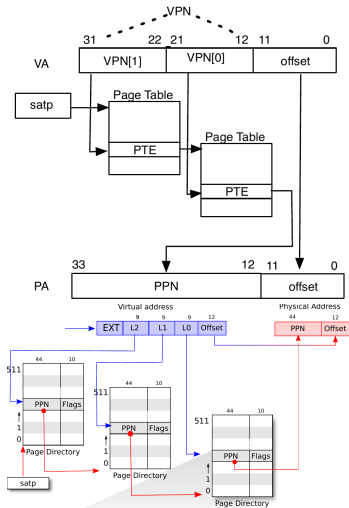 VPN
31 22 21 12 11 0
VA VPN[1] VPN[0] offset
satp
Page Table
Page Table
PTE
PTE
33 12 11 0
PA PPN offset
Virtual address Physical Address
9 9 9 12 44 12
EXT L2 L1 L0 Offset PPN Offset
44 10
511
44 10
44 10
511
PPN Flags
1
0
Page Directory
PPN Flags
1
0
Page Directory
PPN Flags
1
0
Page Directory
satp